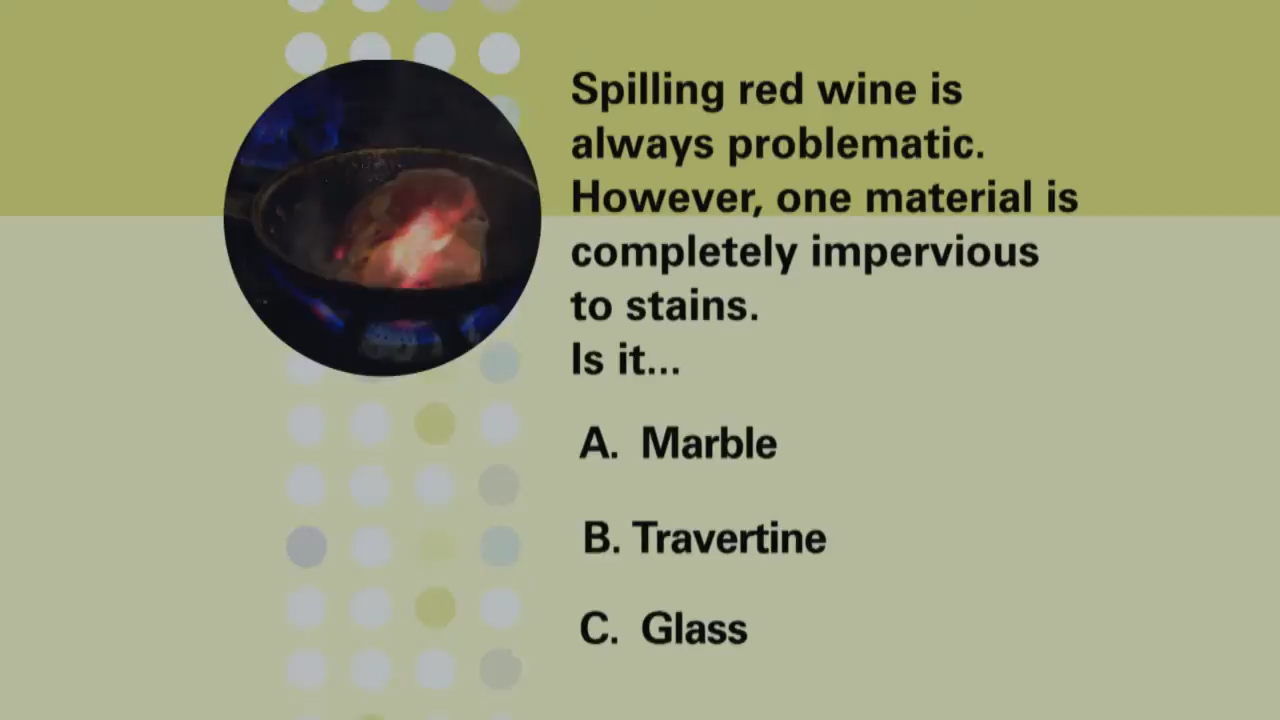 Spilling red wine is
always problematic.
However, one material is
completely impervious
to stains.
Is it...
A. Marble
B. Travertine
C. Glass